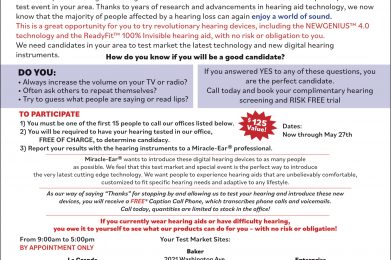 test event in your area. Thanks to years of research and advancements in hearing aid technology, we now
know that the majority of people affected by a hearing loss can again enjoy a world of sound.
This is a great opportunity for you to try revolutionary hearing devices, including the NEWGENIUS™ 4.0
technology and the ReadyFit™ 100% Invisible hearing aid, with no risk or obligation to you.
We need candidates in your area to test market the latest technology and new digital hearing
instruments.
How do you know if you will be a good candidate?
DO YOU:
• Always increase the volume on your TV or radio?
• Often ask others to repeat themselves?
• Try to guess what people are saying or read lips?
If you answered YES to any of these questions, you
are the perfect candidate.
Call today and book your complimentary hearing
screening and RISK FREE trial
TO PARTICIPATE
1) You must be one of the first 15 people to call our offices listed below.
2) You will be required to have your hearing tested in our office,
FREE OF CHARGE, to determine candidacy.
3) Report your results with the hearing instruments to a Miracle-Ear® professional.
$125
Value!
Dates:
Now through May 27th
Miracle-Ear® wants to introduce these digital hearing devices to as many people
as possible. We feel that this test market and special event is the perfect way to introduce
the very latest cutting edge technology. We want people to experience hearing aids that are unbelievably comfortable,
customized to fit specific hearing needs and adaptive to any lifestyle.
As our way of saying "Thanks" for stopping by and allowing us to test your hearing and introduce these new
devices, you will receive a FREE* Caption Call Phone, which transcribes phone calls and voicemails.
Call today, quantities are limited to stock in the office!
If you currently wear hearing aids or have difficulty hearing,
you owe it to yourself to see what our products can do for you – with no risk or obligation!
From 9:00am to 5:00pm
BY APPOINTMENT ONLY
Your Test Market Sites:
La Grande
Baker
2021 Washington Ave
Enterprise